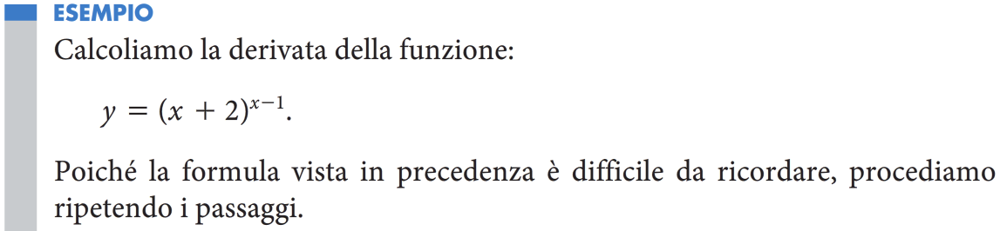 ESEMPIO
Calcoliamo la derivata della funzione:
y = (x + 2)^{x−1}.
Poiché la formula vista in precedenza è difficile da ricordare, procediamo
ripetendo i passaggi.